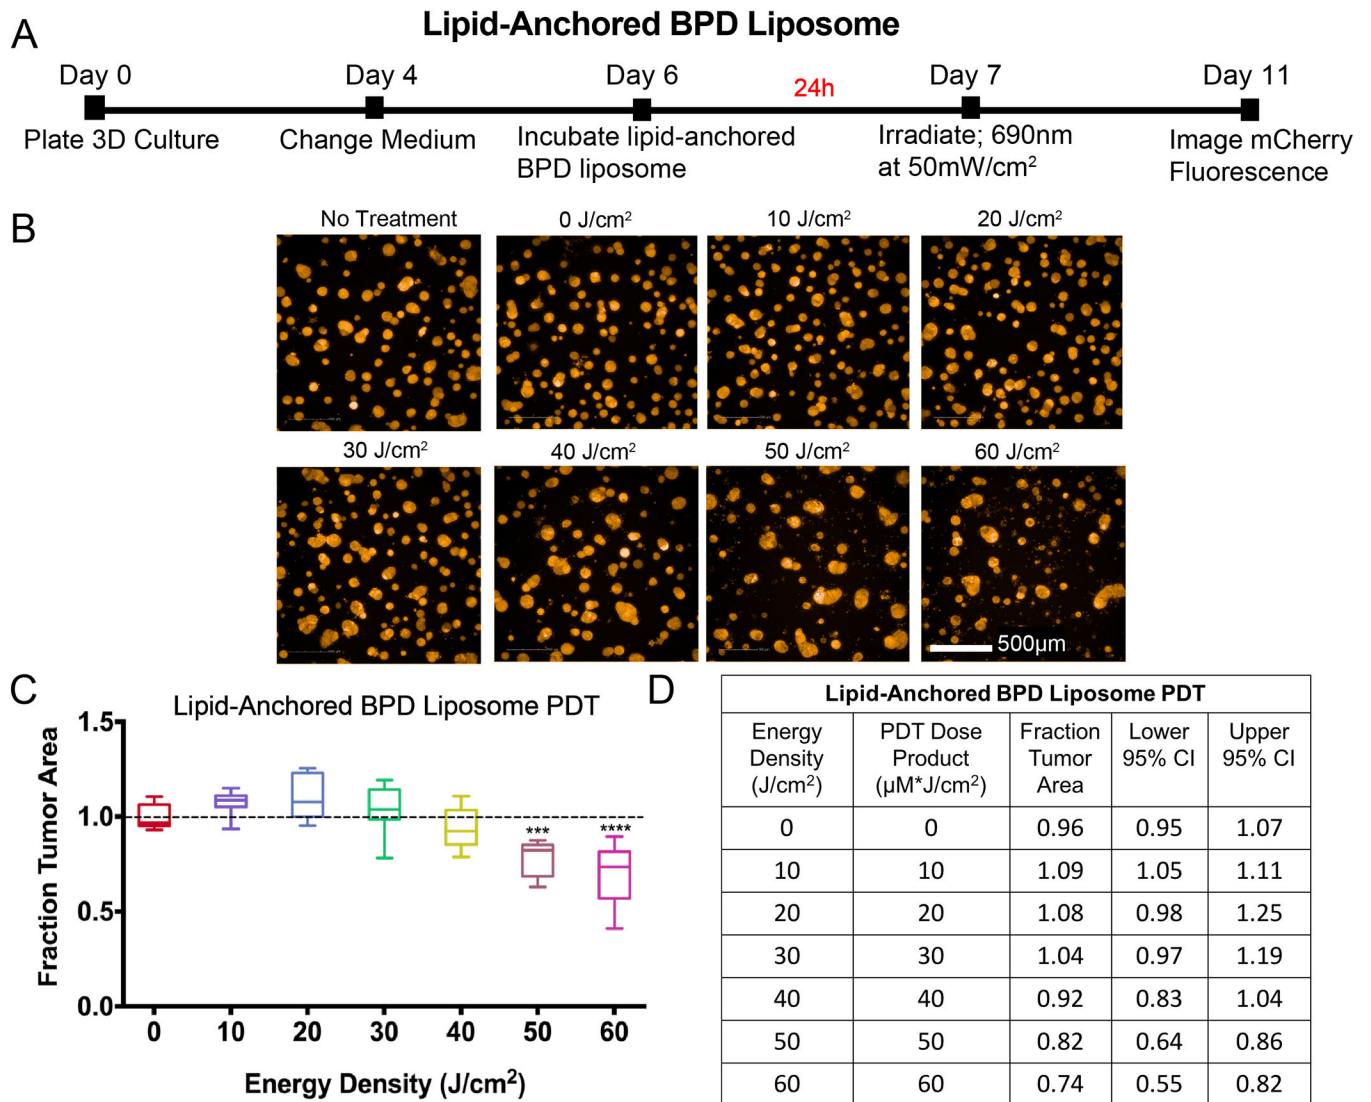 A
Lipid-Anchored BPD Liposome
Day 0 Day 4 Day 6 24h Day 7 Day 11
Plate 3D Culture
Change Medium
Incubate lipid-anchored
BPD liposome
Irradiate; 690nm
at 50mW/cm²
Image mCherry
Fluorescence
B
No Treatment 0 J/cm² 10 J/cm² 20 J/cm²
30 J/cm² 40 J/cm² 50 J/cm² 60 J/cm²
500µm
C
Lipid-Anchored BPD Liposome PDT
Fraction Tumor Area
1.5
1.0
0.5
0.0
*** ****
0 10 20 30 40 50 60
Energy Density (J/cm²)
D
Lipid-Anchored BPD Liposome PDT
Energy PDT Dose Fraction Lower Upper
Density Product Tumor 95% CI 95% CI
(J/cm²) (µM*J/cm²) Area
0 0 0.96 0.95 1.07
10 10 1.09 1.05 1.11
20 20 1.08 0.98 1.25
30 30 1.04 0.97 1.19
40 40 0.92 0.83 1.04
50 50 0.82 0.64 0.86
60 60 0.74 0.55 0.82